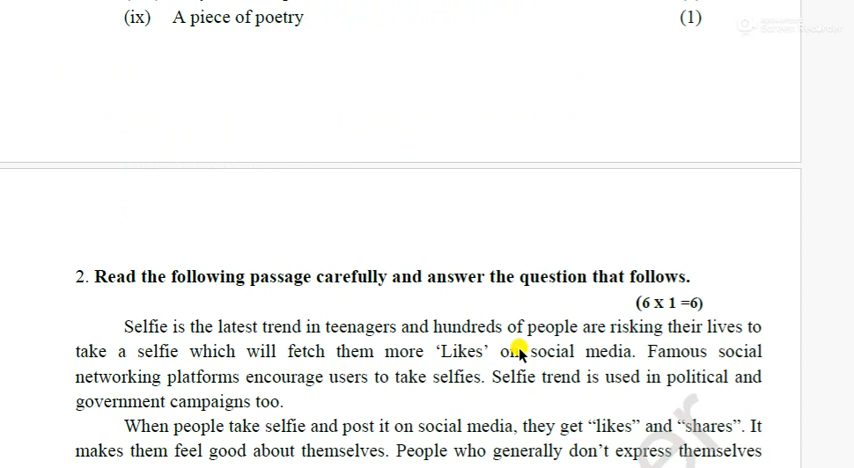 (ix) A piece of poetry (1)
Screen Recorder
2. Read the following passage carefully and answer the question that follows.
(6 x 1 =6)
Selfie is the latest trend in teenagers and hundreds of people are risking their lives to
take a selfie which will fetch them more ‘Likes’ on social media. Famous social
networking platforms encourage users to take selfies. Selfie trend is used in political and
government campaigns too.
When people take selfie and post it on social media, they get “likes” and “shares”. It
makes them feel good about themselves. People who generally don’t express themselves